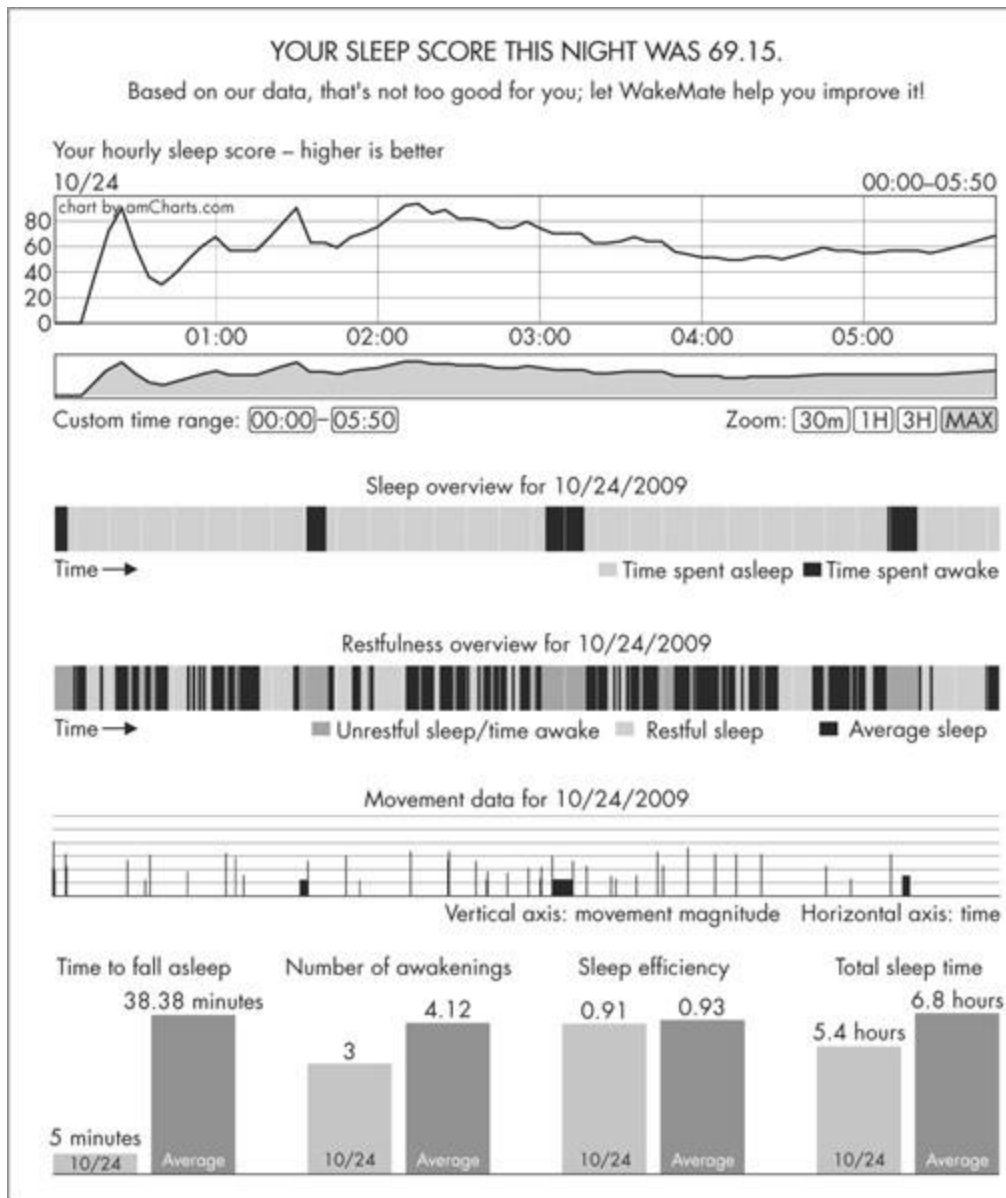 YOUR SLEEP SCORE THIS NIGHT WAS 69.15.
Based on our data, that's not too good for you; let WakeMate help you improve it!
Your hourly sleep score – higher is better
10/24 00:00–05:50
chart by amCharts.com
80
60
40
20
0
01:00 02:00 03:00 04:00 05:00
Custom time range: 00:00–05:50 Zoom: 30m 1H 3H MAX
Sleep overview for 10/24/2009
Time Time spent asleep Time spent awake
Restfulness overview for 10/24/2009
Time Unrestful sleep/time awake Restful sleep Average sleep
Movement data for 10/24/2009
Vertical axis: movement magnitude Horizontal axis: time
Time to fall asleep Number of awakenings Sleep efficiency Total sleep time
38.38 minutes 4.12 0.91 0.93 6.8 hours
3 5.4 hours
5 minutes
10/24 Average 10/24 Average 10/24 Average 10/24 Average